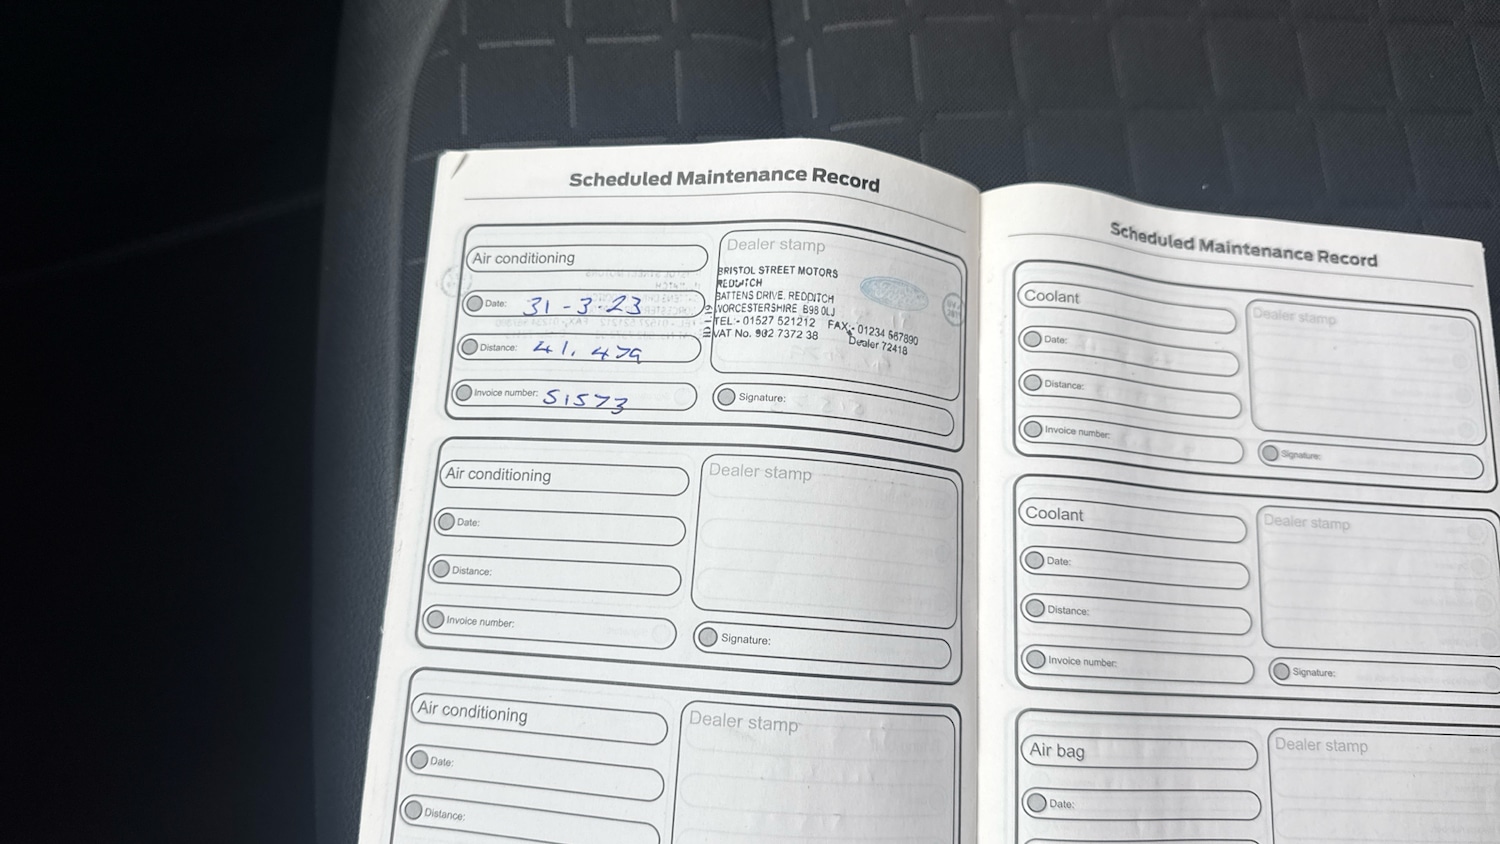 Scheduled Maintenance Record
Air conditioning
Date: 31-3-23
Distance: 41,479
Invoice number: 51573
Dealer stamp
BRISTOL STREET MOTORS
REDDITCH
BATTENS DRIVE. REDDITCH
WORCESTERSHIRE B98 0LJ
TEL:- 01527 521212 FAX:- 01234 567890
VAT No. 902 7372 38 Dealer 72418
Signature:
Air conditioning
Date:
Distance:
Invoice number:
Dealer stamp
Signature:
Air conditioning
Date:
Distance:
Dealer stamp
Scheduled Maintenance Record
Coolant
Date:
Distance:
Invoice number:
Dealer stamp
Signature:
Coolant
Date:
Distance:
Invoice number:
Dealer stamp
Signature:
Air bag
Date:
Dealer stamp